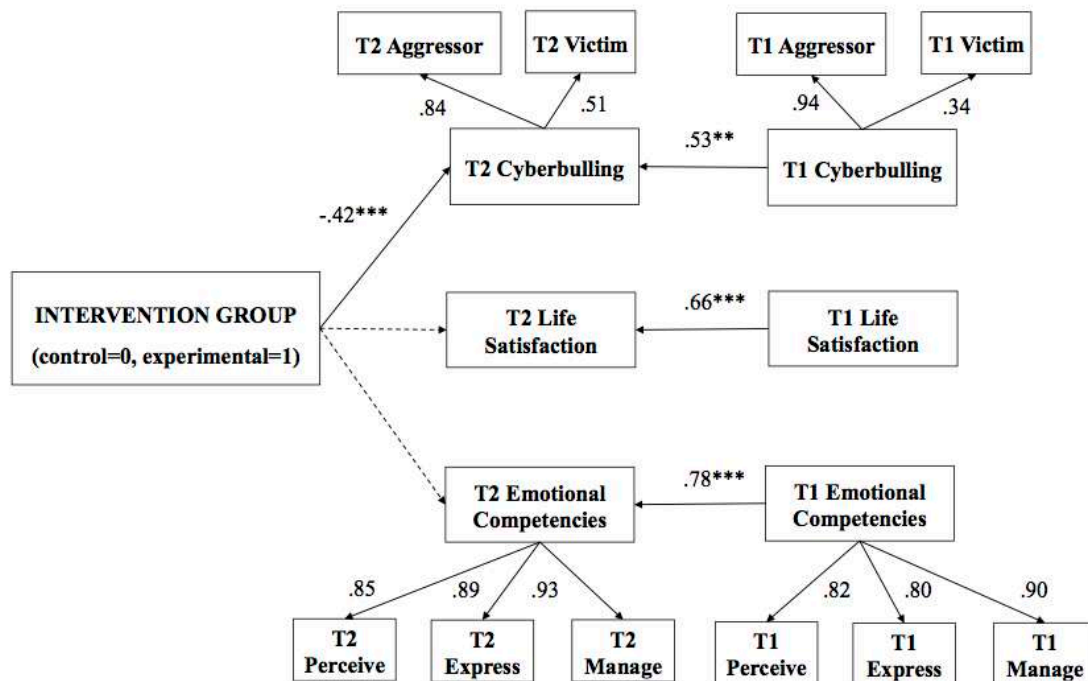 T2 Aggressor
T2 Victim
T1 Aggressor
T1 Victim
.84
.51
.94
.34
T2 Cyberbulling
.53**
T1 Cyberbulling
-.42***
INTERVENTION GROUP
(control=0, experimental=1)
T2 Life
Satisfaction
.66***
T1 Life
Satisfaction
T2 Emotional
Competencies
.78***
T1 Emotional
Competencies
.85
.89
.93
.82
.80
.90
T2
Perceive
T2
Express
T2
Manage
T1
Perceive
T1
Express
T1
Manage